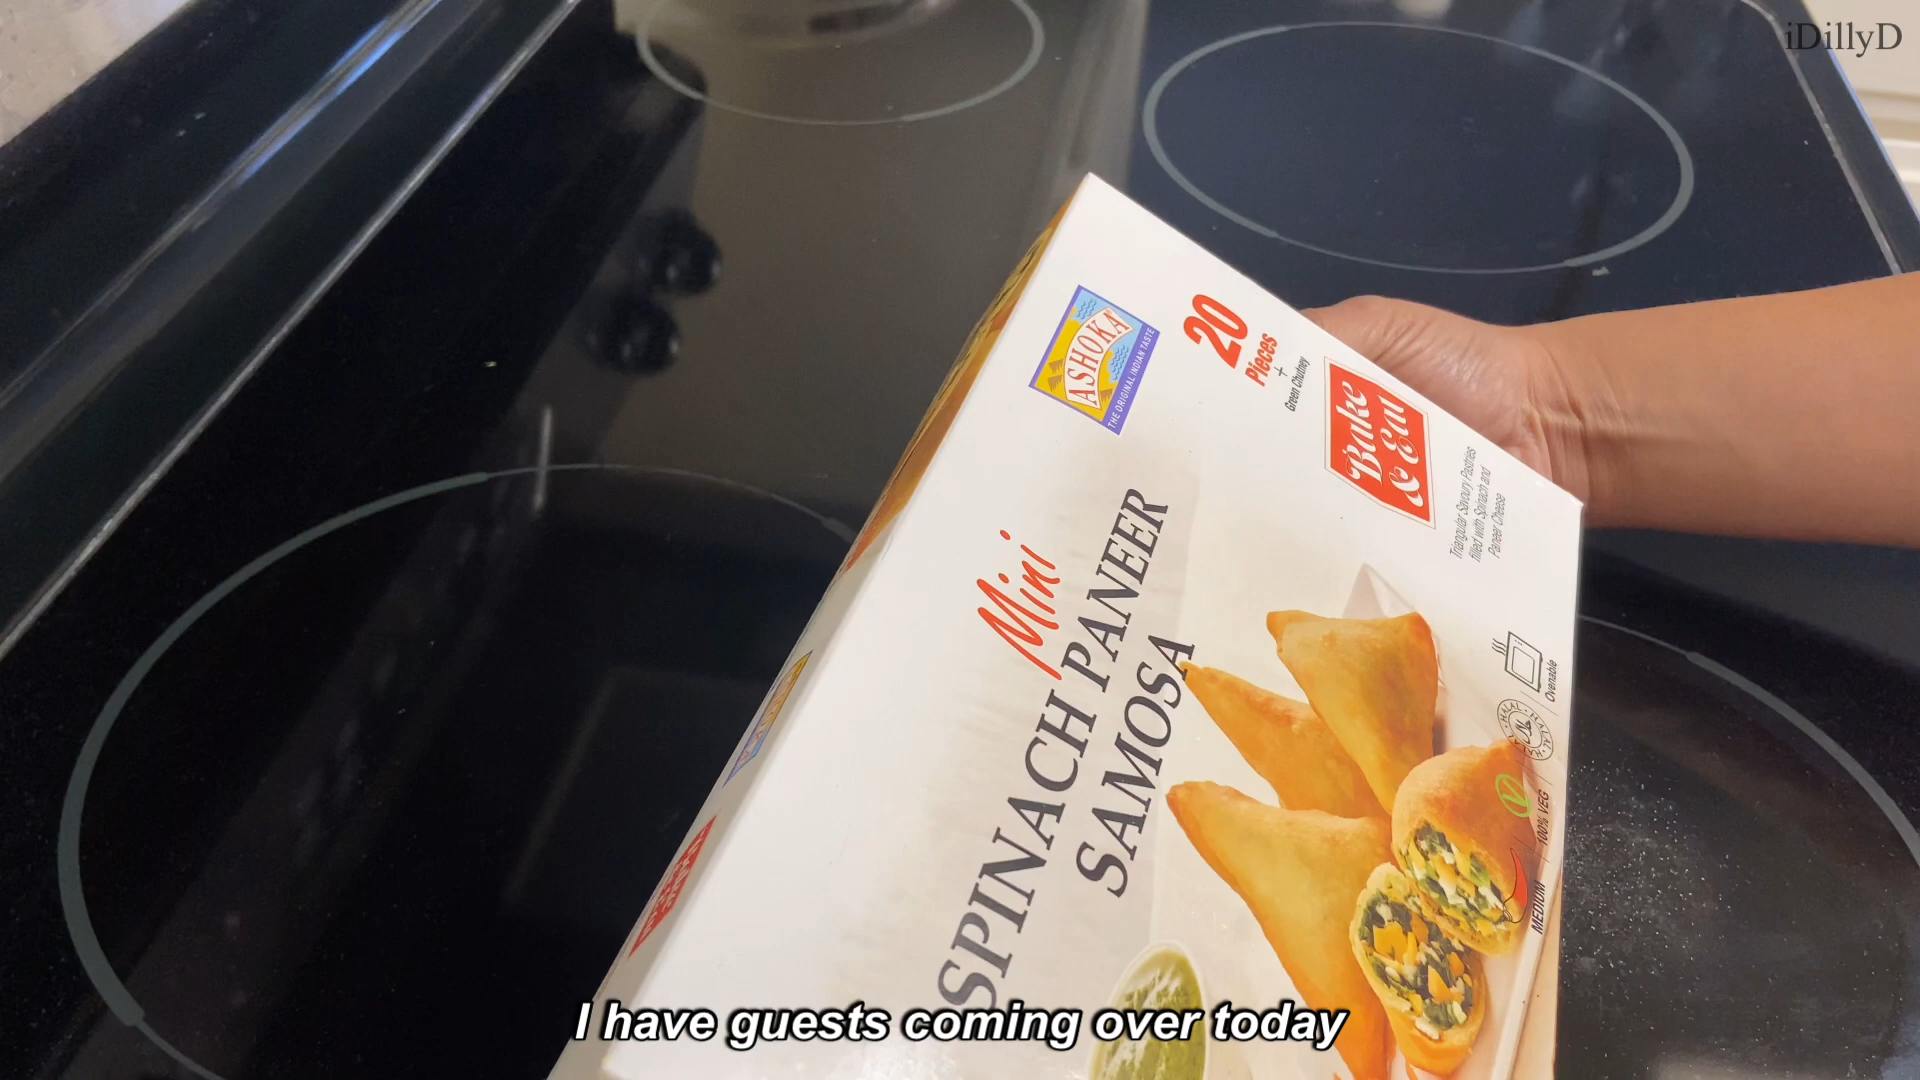 iDillyD
ASHOKA
THE ORIGINAL INDIAN TASTE
20
Pieces
+
Green Chutney
Bake
& Eat
Triangular Savoury Pastries
filled with Spinach and
Paneer Cheese
Mini
SPINACH PANEER
SAMOSA
Ovenable
HALAL
100% VEG
MEDIUM
I have guests coming over today